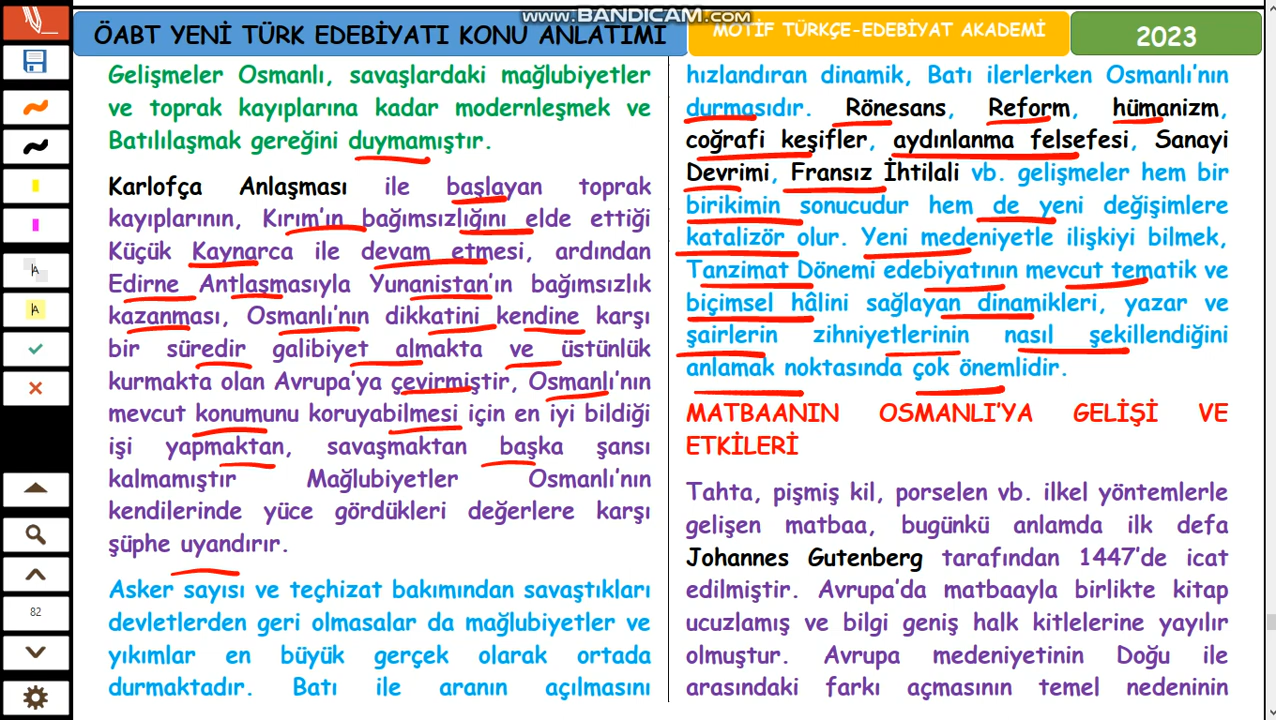 www.BANDICAM.com
ÖABT YENİ TÜRK EDEBİYATI KONU ANLATIMI
MOTİF TÜRKÇE-EDEBİYAT AKADEMİ
2023
Gelişmeler Osmanlı, savaşlardaki mağlubiyetler
ve toprak kayıplarına kadar modernleşmek ve
Batılılaşmak gereğini duymamıştır.
Karlofça Anlaşması ile başlayan toprak
kayıplarının, Kırım’ın bağımsızlığını elde ettiği
Küçük Kaynarca ile devam etmesi, ardından
Edirne Antlaşmasıyla Yunanistan’ın bağımsızlık
kazanması, Osmanlı’nın dikkatini kendine karşı
bir süredir galibiyet almakta ve üstünlük
kurmakta olan Avrupa’ya çevirmiştir, Osmanlı’nın
mevcut konumunu koruyabilmesi için en iyi bildiği
işi yapmaktan, savaşmaktan başka şansı
kalmamıştır Mağlubiyetler Osmanlı’nın
kendilerinde yüce gördükleri değerlere karşı
şüphe uyandırır.
Asker sayısı ve teçhizat bakımından savaştıkları
devletlerden geri olmasalar da mağlubiyetler ve
yıkımlar en büyük gerçek olarak ortada
durmaktadır. Batı ile aranın açılmasını
hızlandıran dinamik, Batı ilerlerken Osmanlı’nın
durmasıdır. Rönesans, Reform, hümanizm,
coğrafi keşifler, aydınlanma felsefesi, Sanayi
Devrimi, Fransız İhtilali vb. gelişmeler hem bir
birikimin sonucudur hem de yeni değişimlere
katalizör olur. Yeni medeniyetle ilişkiyi bilmek,
Tanzimat Dönemi edebiyatının mevcut tematik ve
biçimsel hâlini sağlayan dinamikleri, yazar ve
şairlerin zihniyetlerinin nasıl şekillendiğini
anlamak noktasında çok önemlidir.
MATBAANIN OSMANLI’YA GELİŞİ VE
ETKİLERİ
Tahta, pişmiş kil, porselen vb. ilkel yöntemlerle
gelişen matbaa, bugünkü anlamda ilk defa
Johannes Gutenberg tarafından 1447’de icat
edilmiştir. Avrupa’da matbaayla birlikte kitap
ucuzlamış ve bilgi geniş halk kitlelerine yayılır
olmuştur. Avrupa medeniyetinin Doğu ile
arasındaki farkı açmasının temel nedeninin
82